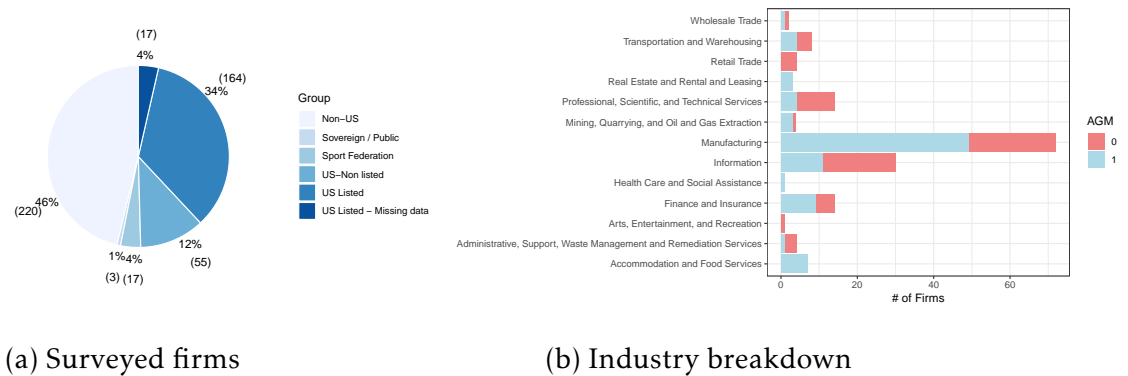 (17)
4%
(164)
34%
46%
(220)
1%
4%
(3)
(17)
12%
(55)
Group
Non–US
Sovereign / Public
Sport Federation
US–Non listed
US Listed
US Listed – Missing data
(a) Surveyed firms
Wholesale Trade
Transportation and Warehousing
Retail Trade
Real Estate and Rental and Leasing
Professional, Scientific, and Technical Services
Mining, Quarrying, and Oil and Gas Extraction
Manufacturing
Information
Health Care and Social Assistance
Finance and Insurance
Arts, Entertainment, and Recreation
Administrative, Support, Waste Management and Remediation Services
Accommodation and Food Services
0 20 40 60
# of Firms
AGM
0
1
(b) Industry breakdown